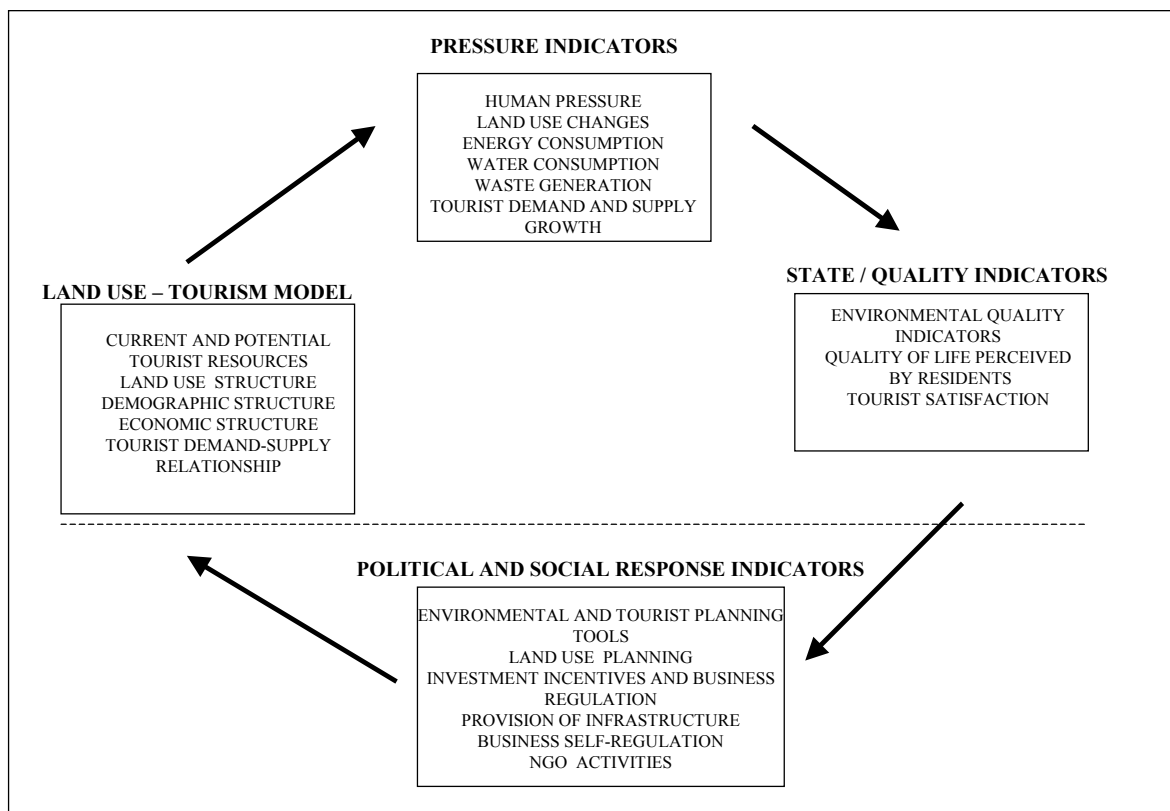 PRESSURE INDICATORS
HUMAN PRESSURE
LAND USE CHANGES
ENERGY CONSUMPTION
WATER CONSUMPTION
WASTE GENERATION
TOURIST DEMAND AND SUPPLY
GROWTH
LAND USE – TOURISM MODEL
CURRENT AND POTENTIAL
TOURIST RESOURCES
LAND USE STRUCTURE
DEMOGRAPHIC STRUCTURE
ECONOMIC STRUCTURE
TOURIST DEMAND-SUPPLY
RELATIONSHIP
STATE / QUALITY INDICATORS
ENVIRONMENTAL QUALITY
INDICATORS
QUALITY OF LIFE PERCEIVED
BY RESIDENTS
TOURIST SATISFACTION
POLITICAL AND SOCIAL RESPONSE INDICATORS
ENVIRONMENTAL AND TOURIST PLANNING
TOOLS
LAND USE PLANNING
INVESTMENT INCENTIVES AND BUSINESS
REGULATION
PROVISION OF INFRASTRUCTURE
BUSINESS SELF-REGULATION
NGO ACTIVITIES